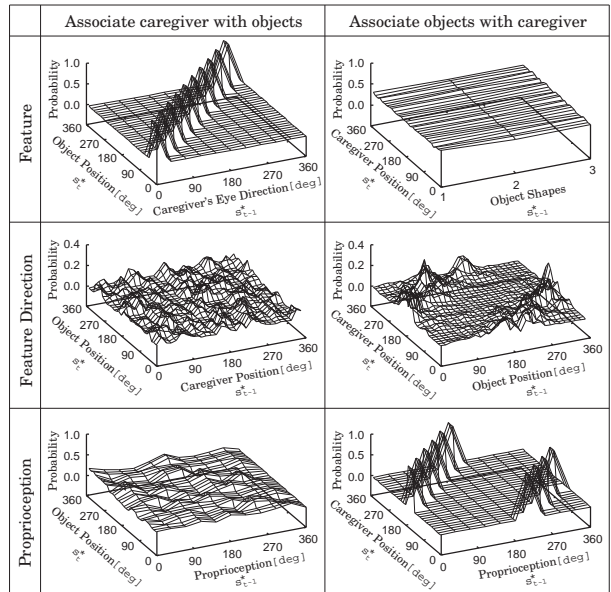 Associate caregiver with objects
Associate objects with caregiver
Feature
Probability
1.0
0.5
0.0
360
270
180
90
0
Object Position[deg]
s*t
0
90
180
270
360
Caregiver's Eye Direction[deg]
s*t-1
Probability
1.0
0.5
0.0
360
270
180
90
0
Caregiver Position[deg]
s*t
1
2
3
Object Shapes
s*t-1
Feature Direction
Probability
0.4
0.2
0.0
360
270
180
90
0
Object Position[deg]
s*t
0
90
180
270
360
Caregiver Position[deg]
s*t-1
Probability
0.4
0.2
0.0
360
270
180
90
0
Caregiver Position[deg]
s*t
0
90
180
270
360
Object Position[deg]
s*t-1
Proprioception
Probability
1.0
0.5
0.0
360
270
180
90
0
Object Position[deg]
s*t
0
90
180
270
360
Proprioception[deg]
s*t-1
Probability
1.0
0.5
0.0
360
270
180
90
0
Caregiver Position[deg]
s*t
0
90
180
270
360
Proprioception[deg]
s*t-1